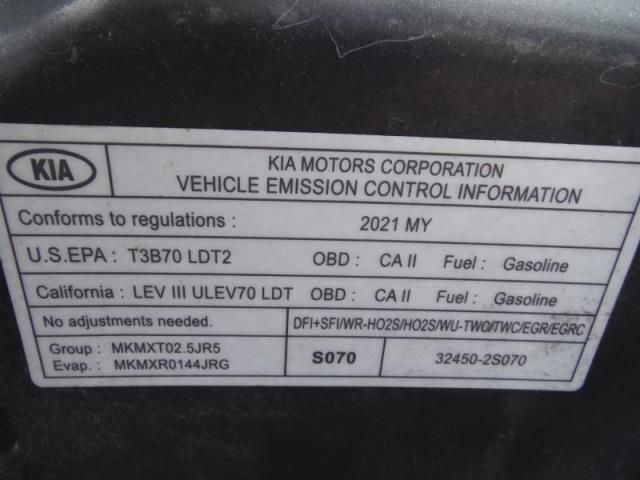 KIA
KIA MOTORS CORPORATION
VEHICLE EMISSION CONTROL INFORMATION
Conforms to regulations : 2021 MY
U.S.EPA : T3B70 LDT2 OBD : CA II Fuel : Gasoline
California : LEV III ULEV70 LDT OBD : CA II Fuel : Gasoline
No adjustments needed. DFI+SFI/WR-HO2S/HO2S/WU-TWC/TWC/EGR/EGRC
Group : MKMXT02.5JR5
Evap. : MKMXR0144JRG
S070 32450-2S070